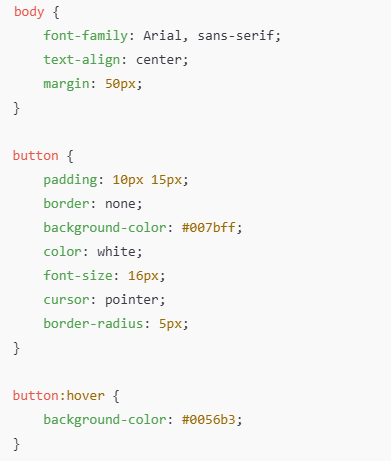 body {
    font-family: Arial, sans-serif;
    text-align: center;
    margin: 50px;
}

button {
    padding: 10px 15px;
    border: none;
    background-color: #007bff;
    color: white;
    font-size: 16px;
    cursor: pointer;
    border-radius: 5px;
}

button:hover {
    background-color: #0056b3;
}